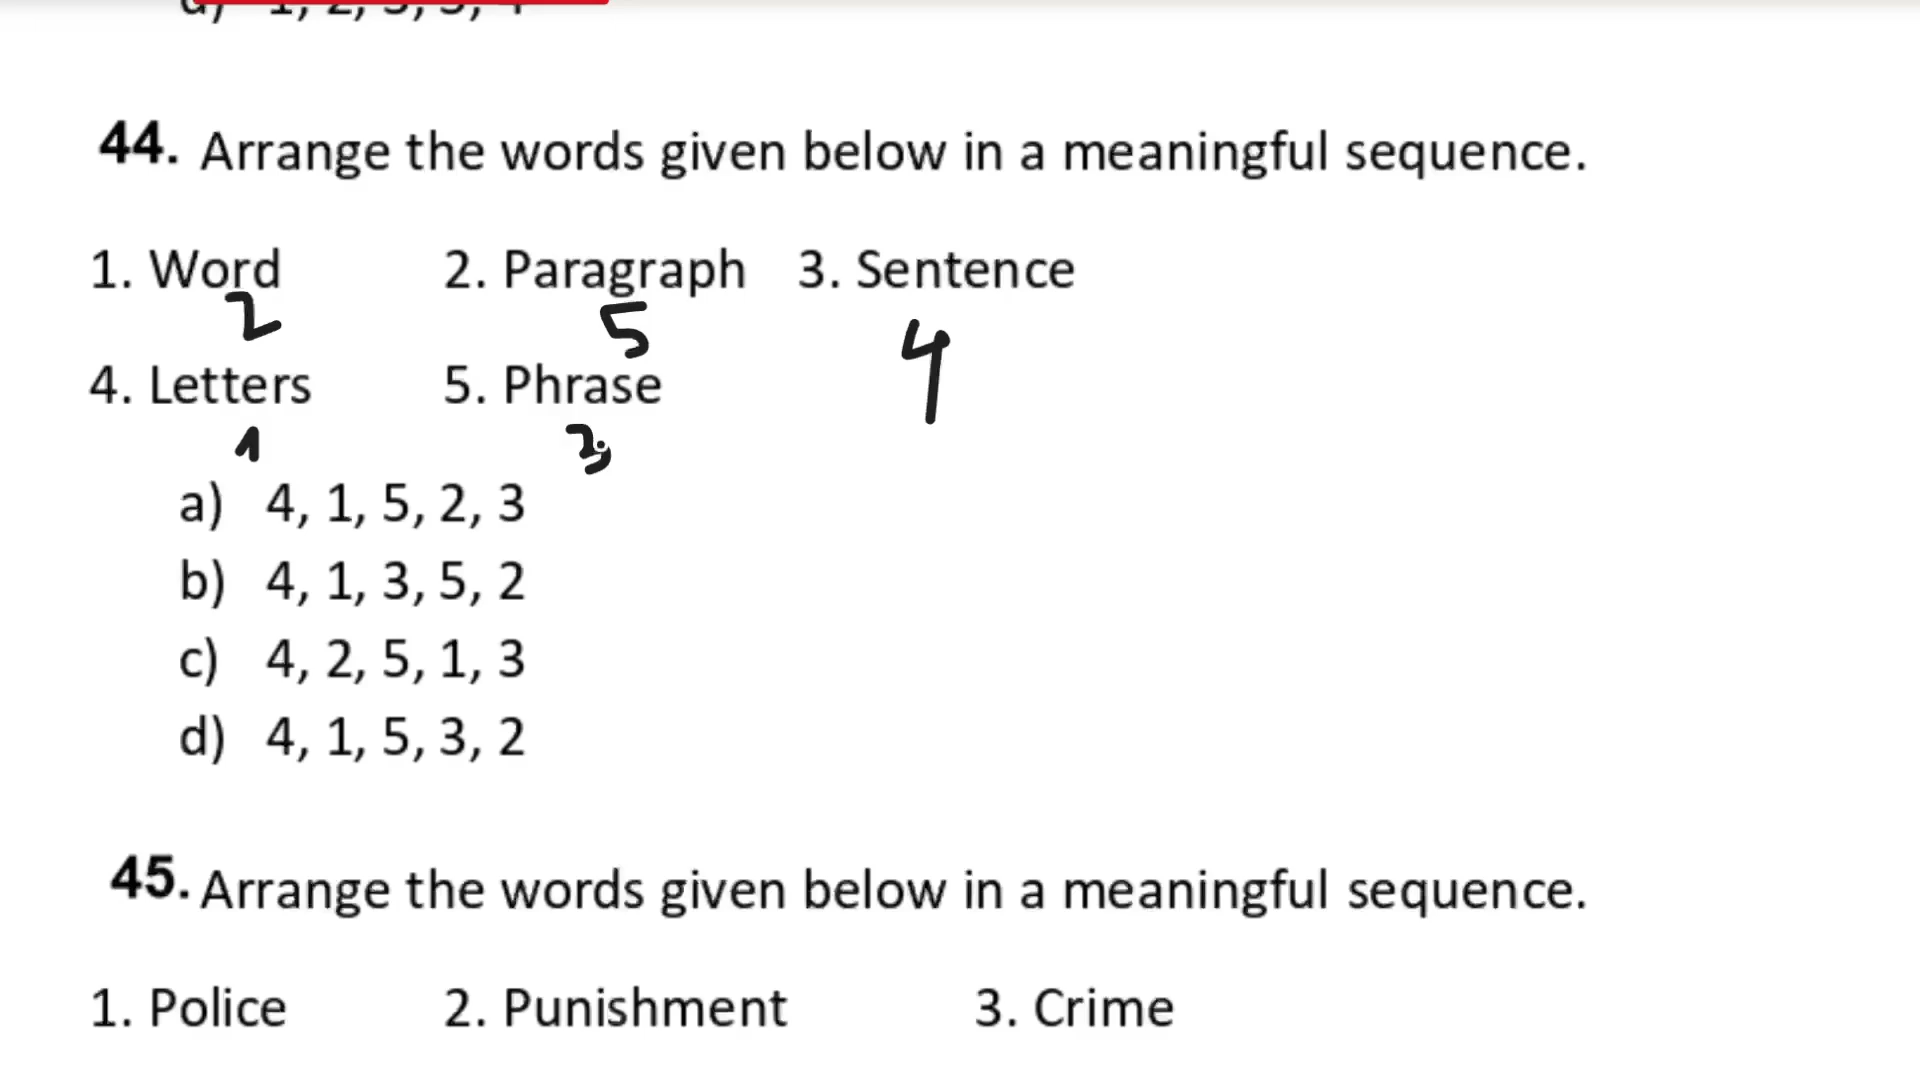 44. Arrange the words given below in a meaningful sequence.
1. Word 2. Paragraph 3. Sentence
2 5 4
4. Letters 5. Phrase
1 3
a) 4, 1, 5, 2, 3
b) 4, 1, 3, 5, 2
c) 4, 2, 5, 1, 3
d) 4, 1, 5, 3, 2
45. Arrange the words given below in a meaningful sequence.
1. Police 2. Punishment 3. Crime